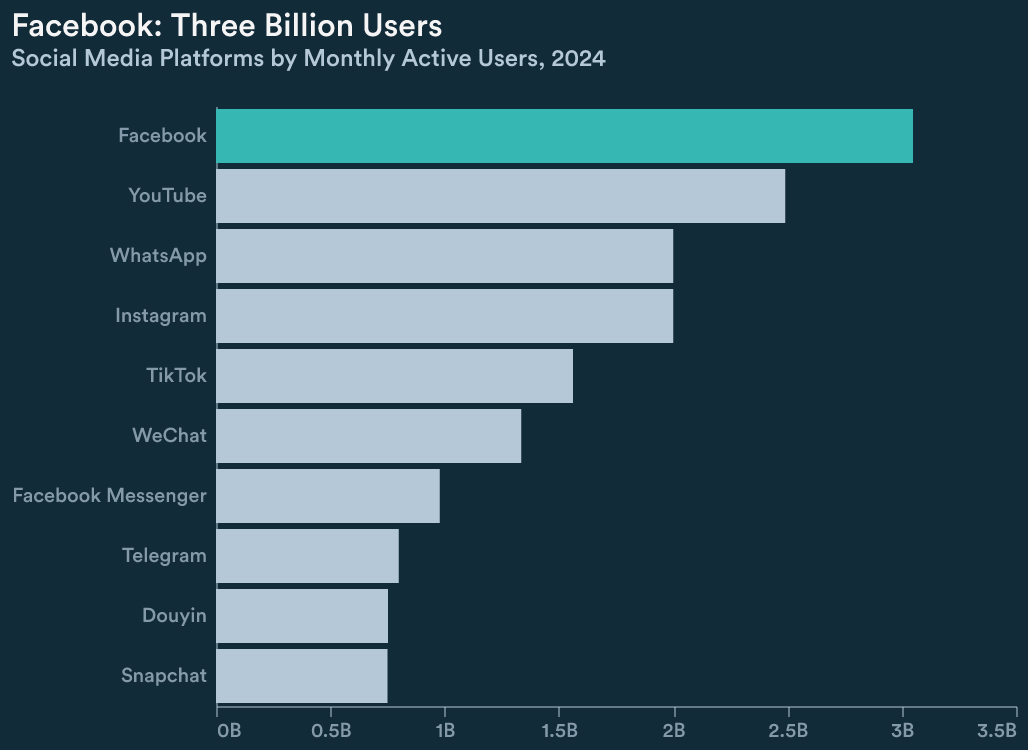 Facebook: Three Billion Users
Social Media Platforms by Monthly Active Users, 2024
Facebook
YouTube
WhatsApp
Instagram
TikTok
WeChat
Facebook Messenger
Telegram
Douyin
Snapchat
0B 0.5B 1B 1.5B 2B 2.5B 3B 3.5B